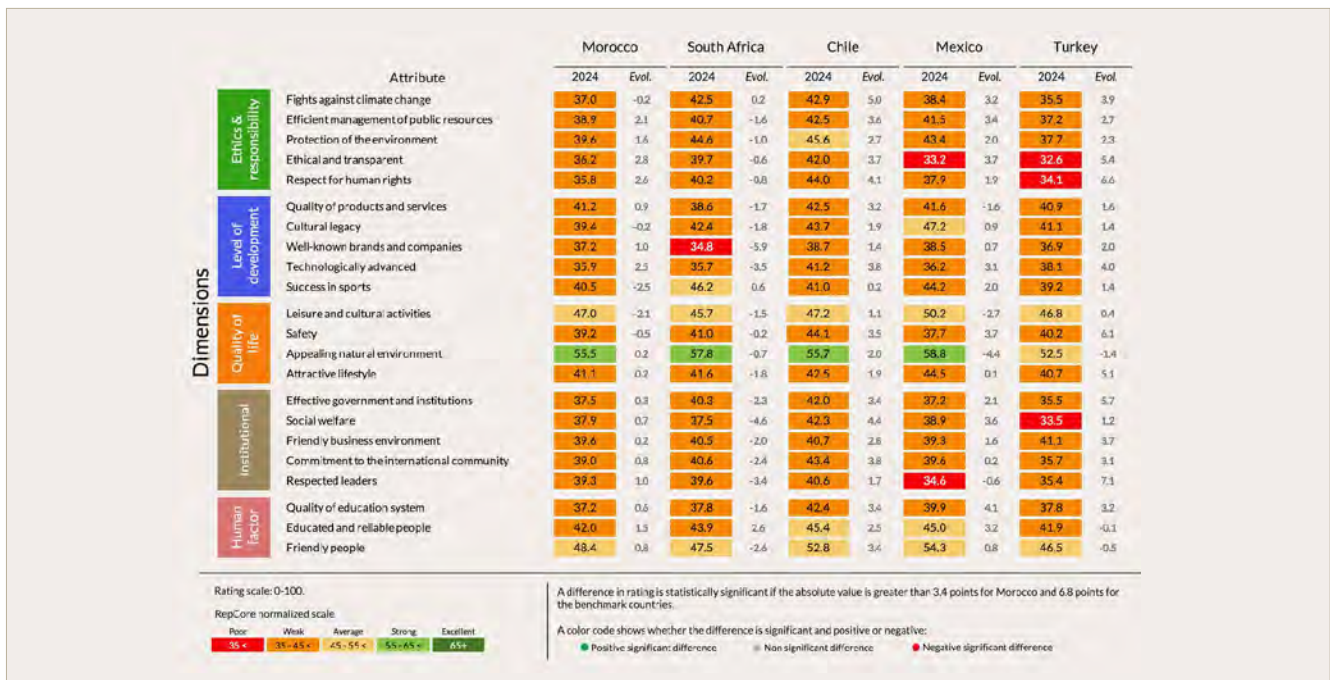 Morocco South Africa Chile Mexico Turkey
Attribute 2024 Evol. 2024 Evol. 2024 Evol. 2024 Evol. 2024 Evol.
Dimensions
Ethics & responsibility
Fights against climate change 37.0 -0.2 42.5 0.2 42.9 5.0 38.4 3.2 35.5 3.9
Efficient management of public resources 38.9 2.1 40.7 -1.6 42.5 3.6 41.5 3.4 37.2 2.7
Protection of the environment 39.6 1.6 44.6 -1.0 45.6 2.7 43.4 2.0 37.7 2.3
Ethical and transparent 36.2 2.8 39.7 -0.6 42.0 3.7 33.2 3.7 32.6 5.4
Respect for human rights 35.8 2.6 40.2 -0.8 44.0 4.1 37.9 1.9 34.1 6.6
Level of development
Quality of products and services 41.2 0.9 38.6 -1.7 42.5 3.2 41.6 -1.6 40.9 1.6
Cultural legacy 39.4 -0.2 42.4 -1.8 43.7 1.9 47.2 0.9 41.1 1.4
Well-known brands and companies 37.2 1.0 34.8 -5.9 38.7 1.4 38.5 0.7 36.9 2.0
Technologically advanced 35.9 2.5 35.7 -3.5 41.2 3.8 36.2 3.1 38.1 4.0
Success in sports 40.5 -2.5 46.2 0.6 41.0 0.2 44.2 2.0 39.2 1.4
Quality of life
Leisure and cultural activities 47.0 -2.1 45.7 -1.5 47.2 1.1 50.2 -2.7 46.8 0.4
Safety 39.2 -0.5 41.0 -0.2 44.1 3.5 37.7 3.7 40.2 6.1
Appealing natural environment 55.5 0.2 57.8 -0.7 55.7 2.0 58.8 -4.4 52.5 -1.4
Attractive lifestyle 41.1 0.2 41.6 -1.8 42.5 1.9 44.5 0.1 40.7 5.1
Institutional
Effective government and institutions 37.5 0.3 40.3 -2.3 42.0 3.4 37.2 2.1 35.5 5.7
Social welfare 37.9 0.7 37.5 -4.6 42.3 4.4 38.9 3.6 33.5 1.2
Friendly business environment 39.6 0.2 40.5 -2.0 40.7 2.8 39.3 1.6 41.1 3.7
Commitment to the international community 39.0 0.8 40.6 -2.4 43.4 3.8 39.6 0.2 35.7 3.1
Respected leaders 39.3 1.0 39.6 -3.4 40.6 1.7 34.6 -0.6 35.4 7.1
Human factor
Quality of education system 37.2 0.6 37.8 -1.6 42.4 3.4 39.9 4.1 37.8 3.2
Educated and reliable people 42.0 1.5 43.9 2.6 45.4 2.5 45.0 3.2 41.9 -0.1
Friendly people 48.4 0.8 47.5 -2.6 52.8 3.4 54.3 0.8 46.5 -0.5
Rating scale: 0-100.
RepCore normalized scale
Poor Weak Average Strong Excellent
35 < 35 - 45 < 45 - 55 < 55 - 65 < 65+
A difference in rating is statistically significant if the absolute value is greater than 3.4 points for Morocco and 6.8 points for
the benchmark countries.
A color code shows whether the difference is significant and positive or negative:
Positive significant difference Non significant difference Negative significant difference